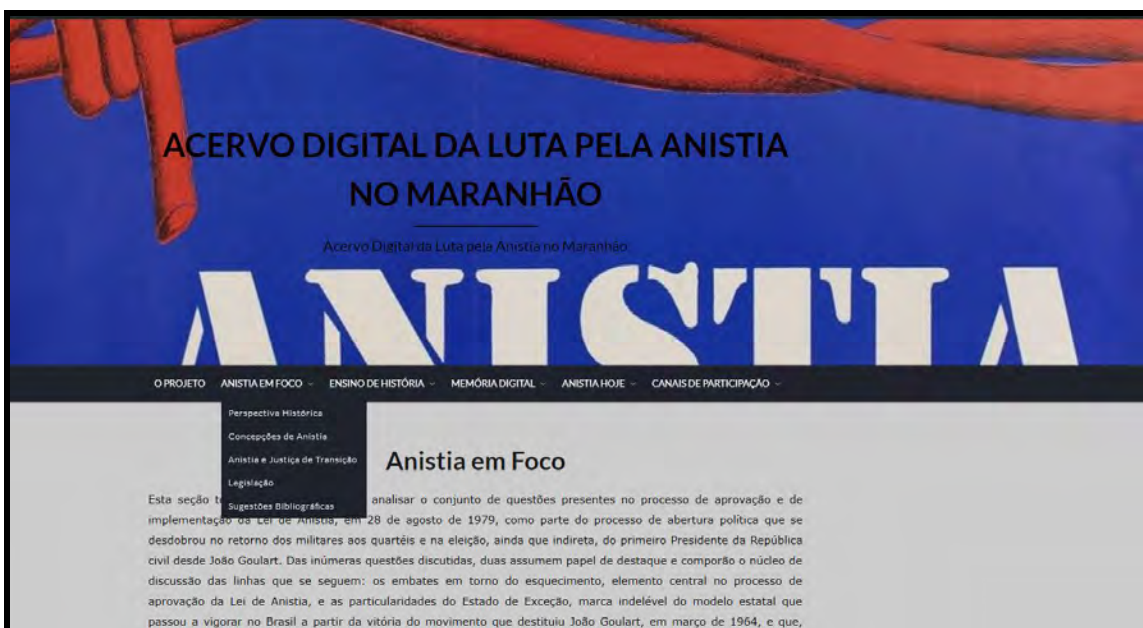 ACERVO DIGITAL DA LUTA PELA ANISTIA
NO MARANHÃO
Acervo Digital da Luta pela Anistia no Maranhão
ANISTIA
O PROJETO ANISTIA EM FOCO ENSINO DE HISTÓRIA MEMÓRIA DIGITAL ANISTIA HOJE CANAIS DE PARTICIPAÇÃO
Perspectiva Histórica
Concepções de Anistia
Anistia e Justiça de Transição
Legislação
Sugestões Bibliográficas
Anistia em Foco
Esta seção analisar o conjunto de questões presentes no processo de aprovação e de
implementação da Lei de Anistia, em 28 de agosto de 1979, como parte do processo de abertura política que se
desdobrou no retorno dos militares aos quartéis e na eleição, ainda que indireta, do primeiro Presidente da República
civil desde João Goulart. Das inúmeras questões discutidas, duas assumem papel de destaque e comporão o núcleo de
discussão das linhas que se seguem: os embates em torno do esquecimento, elemento central no processo de
aprovação da Lei de Anistia, e as particularidades do Estado de Exceção, marca indelével do modelo estatal que
passou a vigorar no Brasil a partir da vitória do movimento que destituiu João Goulart, em março de 1964, e que,